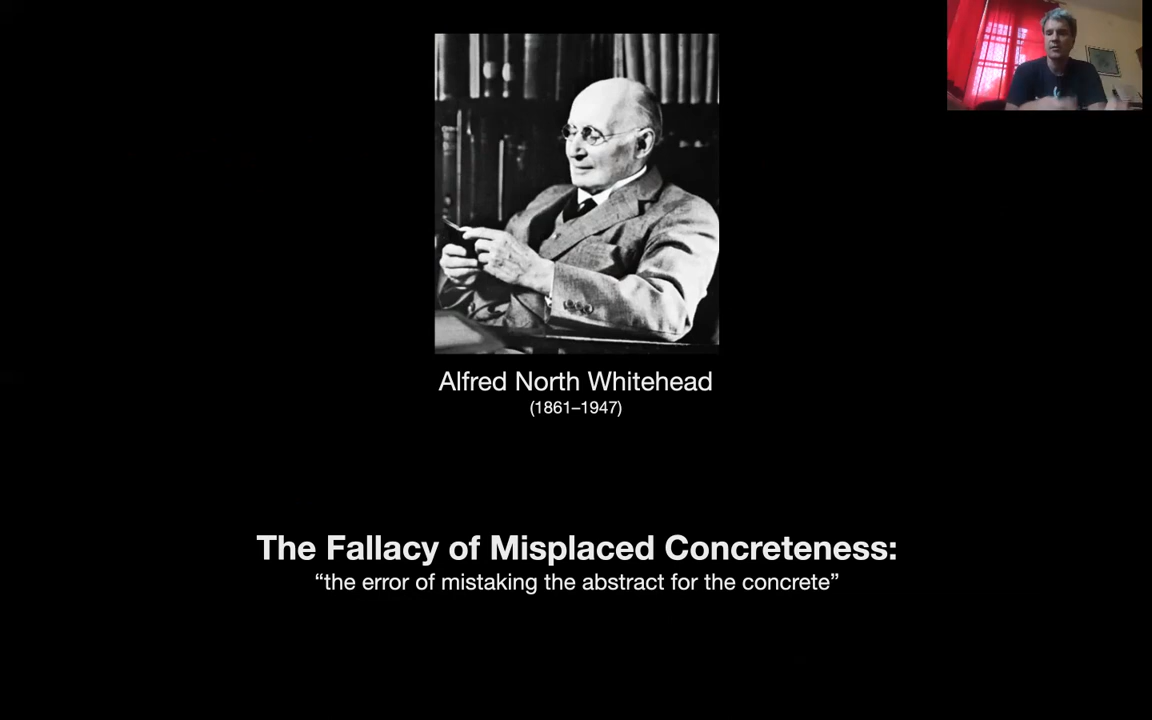 Alfred North Whitehead
(1861–1947)
The Fallacy of Misplaced Concreteness:
“the error of mistaking the abstract for the concrete”